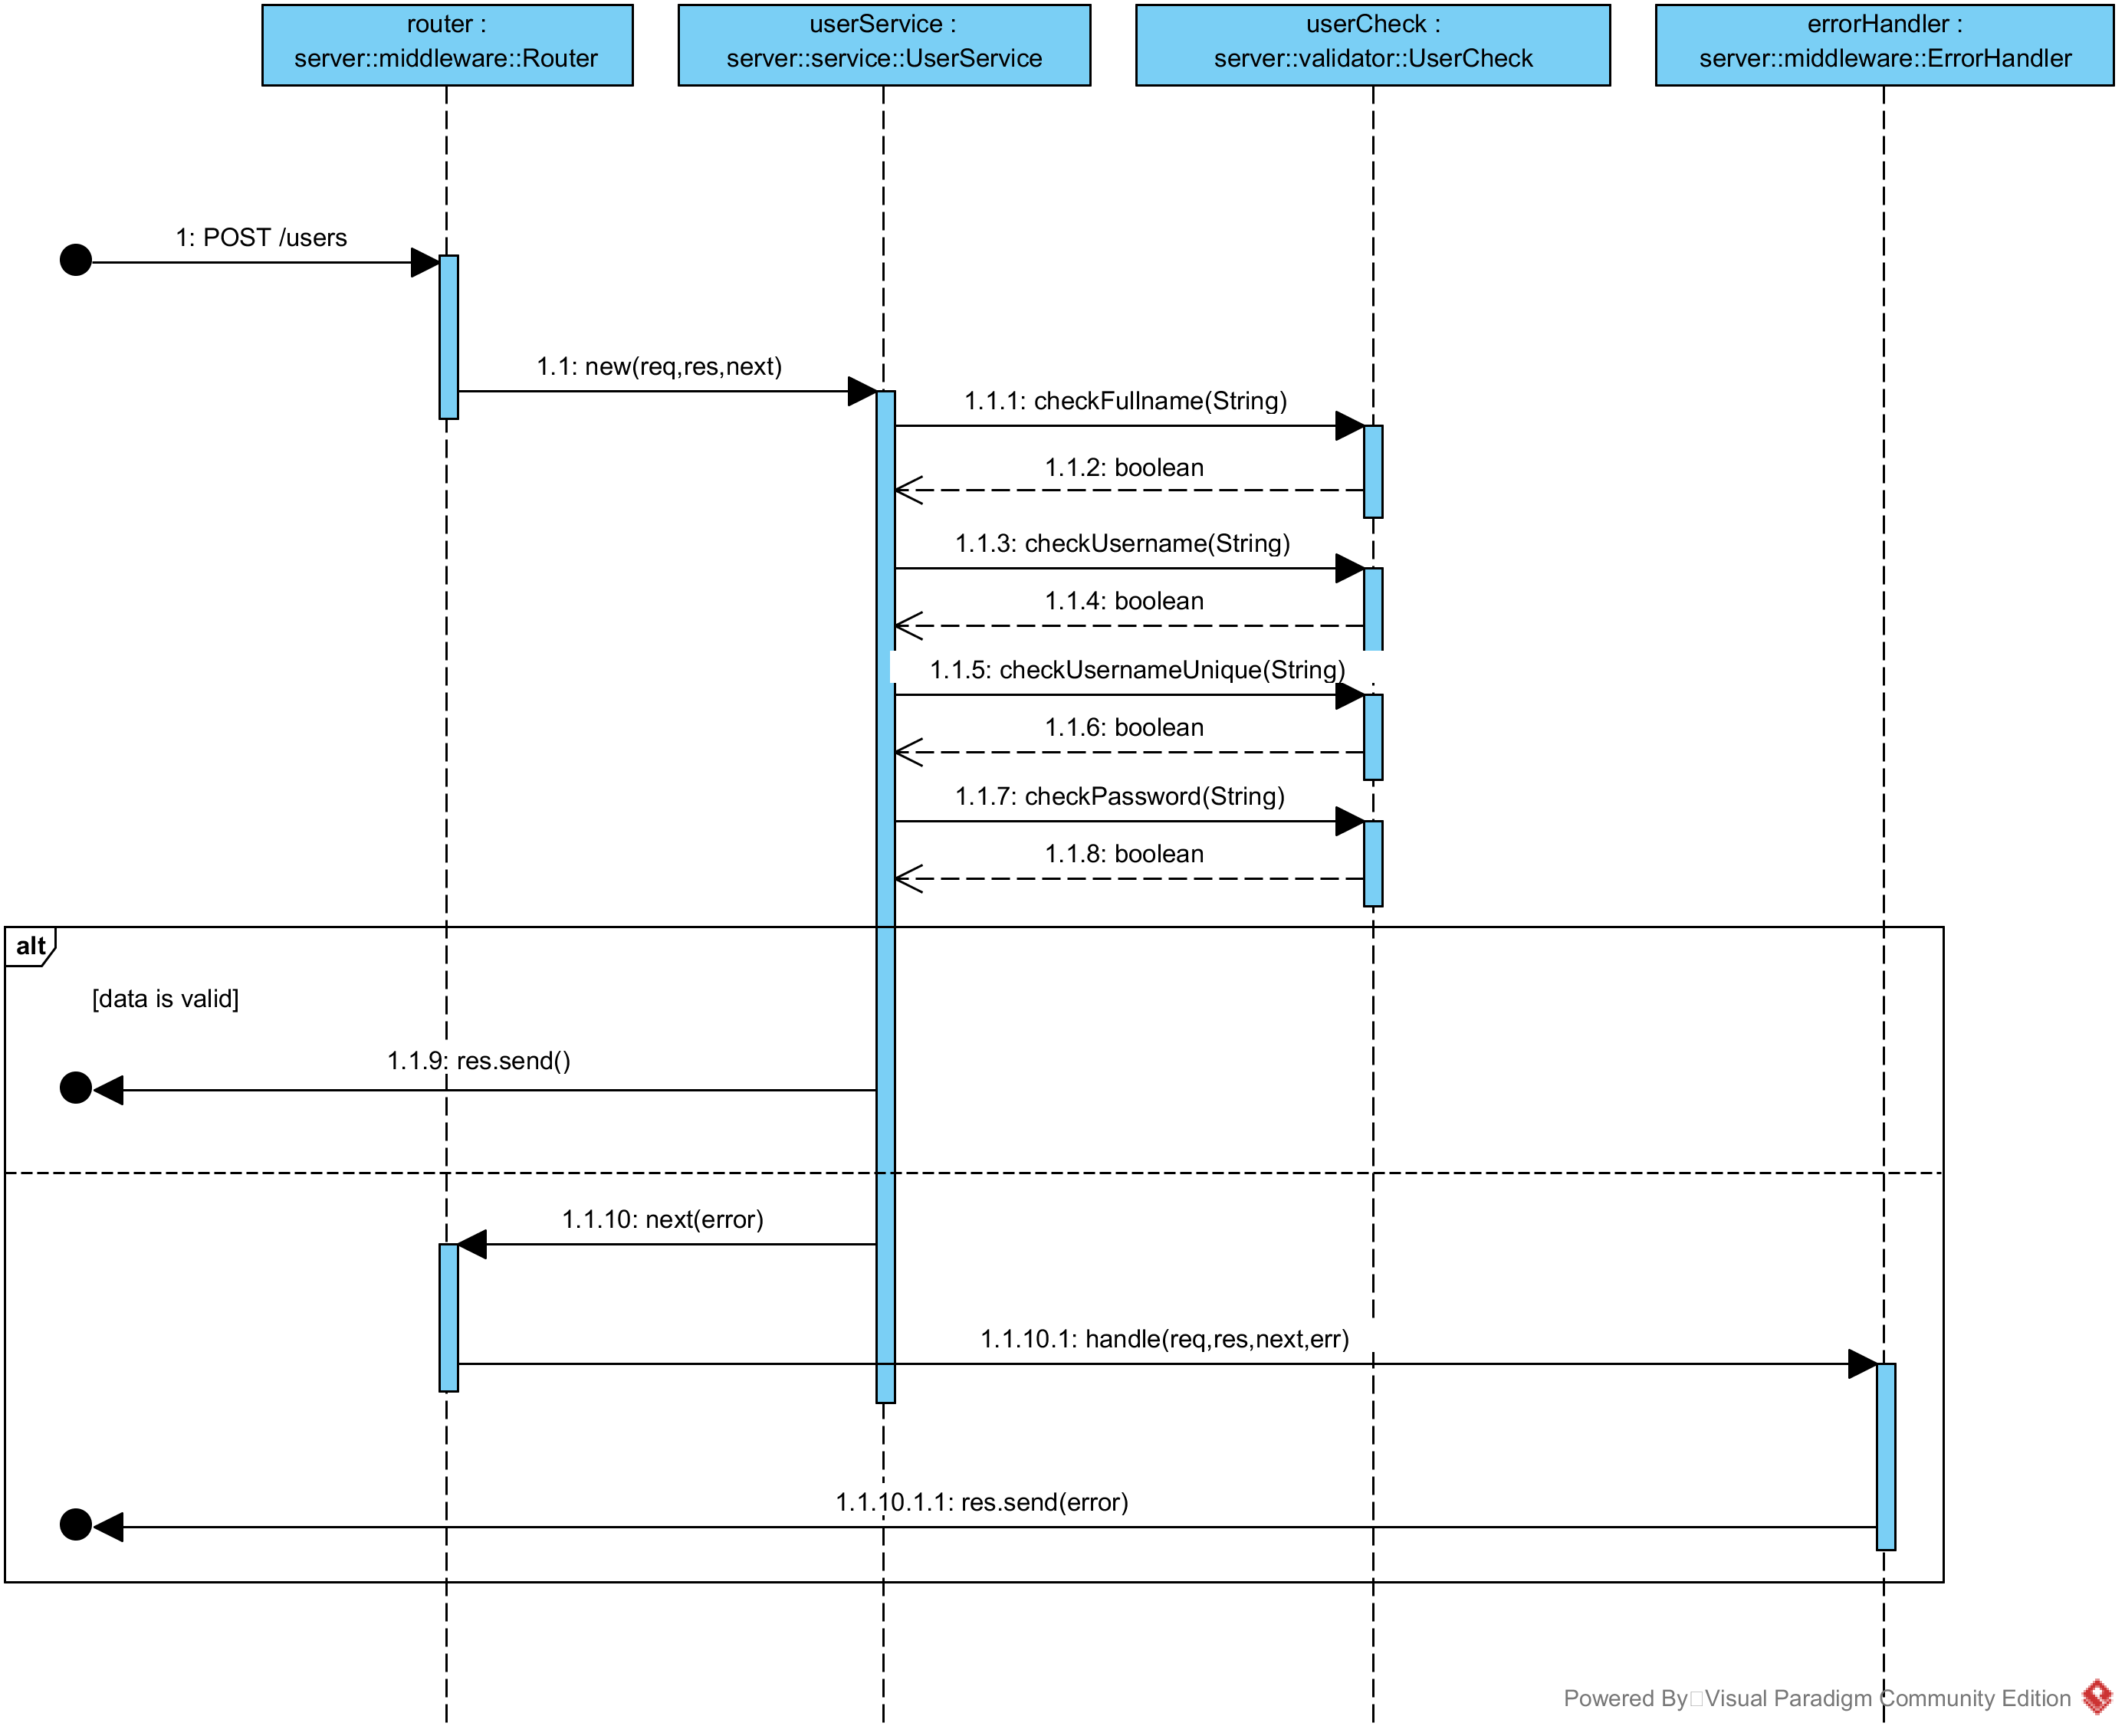 router :
server::middleware::Router
userService :
server::service::UserService
userCheck :
server::validator::UserCheck
errorHandler :
server::middleware::ErrorHandler
1: POST /users
1.1: new(req,res,next)
1.1.1: checkFullname(String)
1.1.2: boolean
1.1.3: checkUsername(String)
1.1.4: boolean
1.1.5: checkUsernameUnique(String)
1.1.6: boolean
1.1.7: checkPassword(String)
1.1.8: boolean
alt
[data is valid]
1.1.9: res.send()
1.1.10: next(error)
1.1.10.1: handle(req,res,next,err)
1.1.10.1.1: res.send(error)
Powered By Visual Paradigm Community Edition